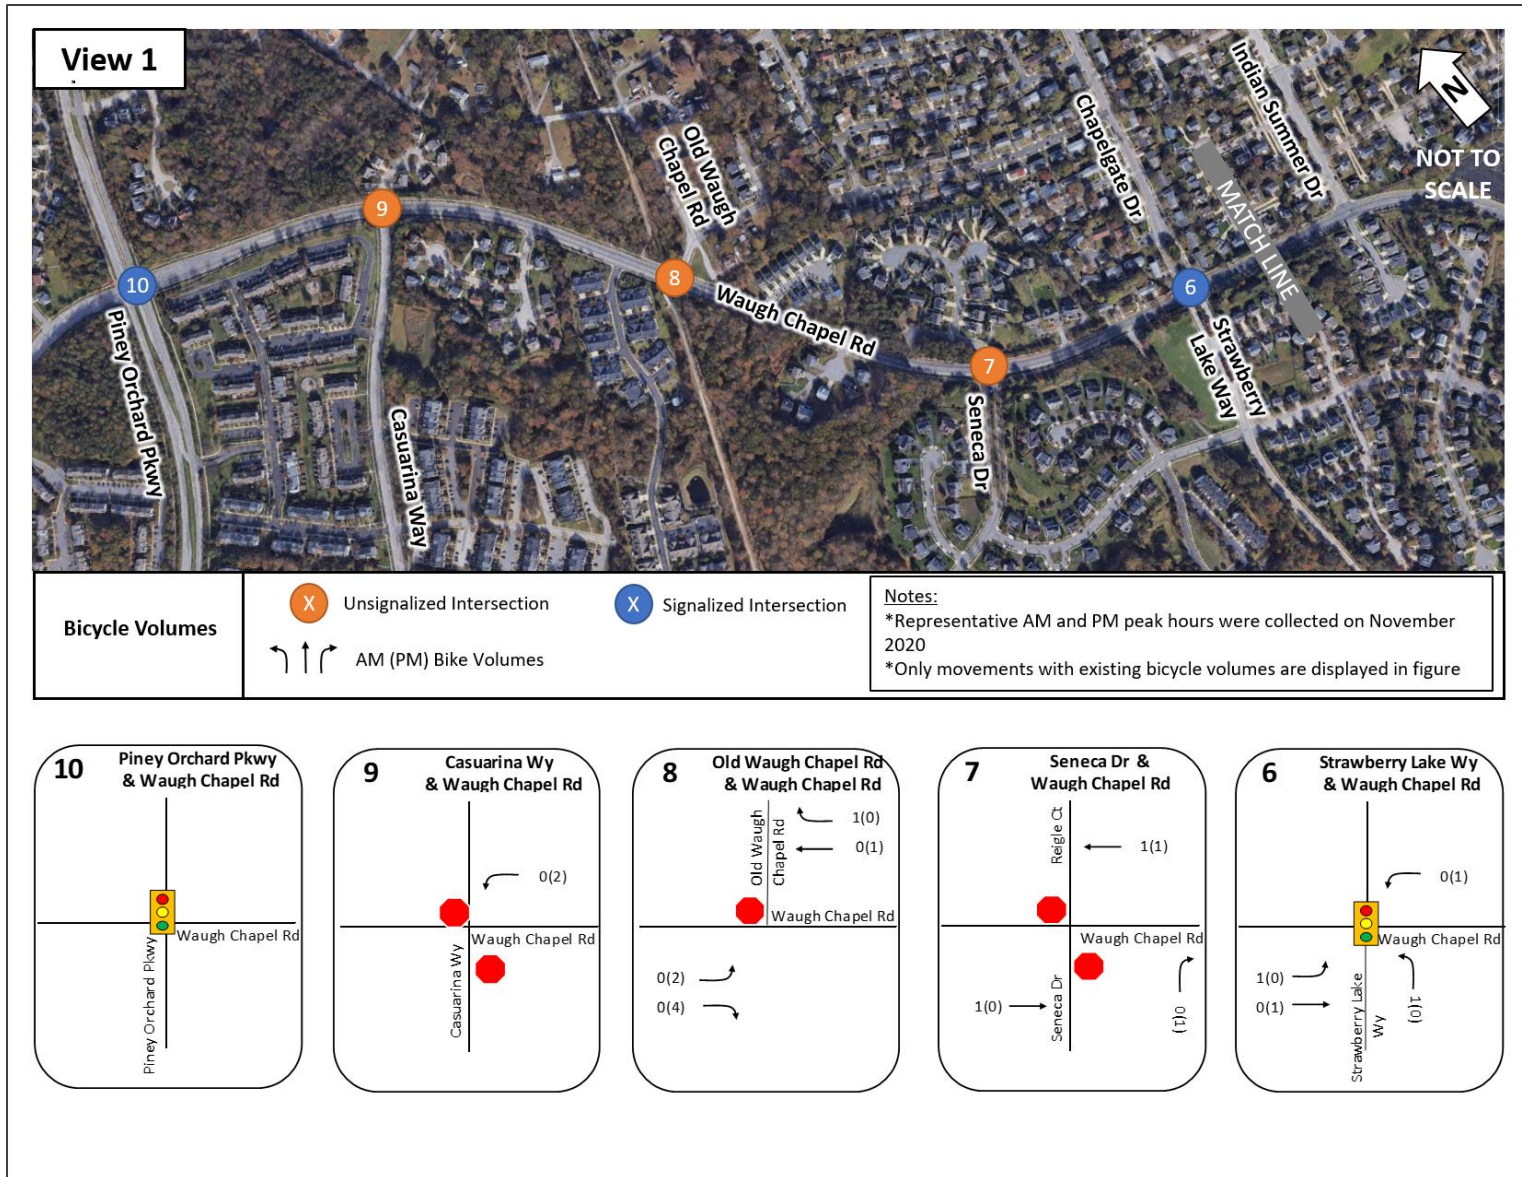 View 1
N
NOT TO
SCALE
Indian Summer Dr
Chapelgate Dr
MATCH LINE
Old Waugh
Chapel Rd
9
10
8
6
7
Waugh Chapel Rd
Strawberry
Lake Way
Piney Orchard Pkwy
Casuarina Way
Seneca Dr
Bicycle Volumes
X Unsignalized Intersection
X Signalized Intersection
AM (PM) Bike Volumes
Notes:
*Representative AM and PM peak hours were collected on November
2020
*Only movements with existing bicycle volumes are displayed in figure
10
Piney Orchard Pkwy
& Waugh Chapel Rd
Waugh Chapel Rd
Piney Orchard Pkwy
9
Casuarina Wy
& Waugh Chapel Rd
0(2)
Waugh Chapel Rd
Casuarina Wy
8
Old Waugh Chapel Rd
& Waugh Chapel Rd
Old Waugh
Chapel Rd
1(0)
0(1)
Waugh Chapel Rd
0(2)
0(4)
7
Seneca Dr &
Waugh Chapel Rd
Reigle Ct
1(1)
Waugh Chapel Rd
1(0)
Seneca Dr
0(1)
6
Strawberry Lake Wy
& Waugh Chapel Rd
0(1)
Waugh Chapel Rd
1(0)
0(1)
Strawberry Lake
Wy
1(0)